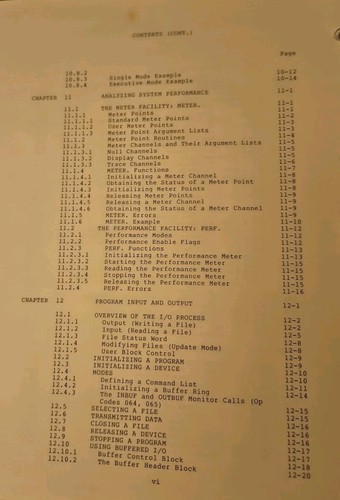 CONTENTS (CONT.)
Page
10.8.2 Single Mode Example 10-12
10.8.4 Executive Mode Example 10-14
CHAPTER 11 ANALYZING SYSTEM PERFORMANCE 11-1
11.1 THE METER FACILITY: METER. 11-1
11.1.1 Meter Points 11-1
11.1.1.1 Standard Meter Points 11-2
11.1.1.2 User Meter Points 11-3
11.1.1.3 Meter Point Argument Lists 11-4
11.1.2 Meter Point Routines 11-5
11.1.3 Meter Channels and Their Argument Lists 11-5
11.1.3.1 Null Channels 11-5
11.1.3.2 Display Channels 11-6
11.1.3.3 Trace Channels 11-7
11.1.4 METER. Functions 11-7
11.1.4.1 Initializing a Meter Channel 11-8
11.1.4.2 Obtaining the Status of a Meter Point 11-8
11.1.4.3 Initializing Meter Points 11-8
11.1.4.4 Releasing Meter Points 11-9
11.1.4.5 Releasing a Meter Channel 11-9
11.1.4.6 Obtaining the Status of a Meter Channel 11-9
11.1.5 METER. Errors 11-9
11.1.6 METER. Example 11-10
11.2 THE PERFORMANCE FACILITY: PERF. 11-12
11.2.1 Performance Modes 11-12
11.2.2 Performance Enable Flags 11-12
11.2.3 PERF. Functions 11-12
11.2.3.1 Initializing the Performance Meter 11-13
11.2.3.2 Starting the Performance Meter 11-15
11.2.3.3 Reading the Performance Meter 11-15
11.2.3.4 Stopping the Performance Meter 11-15
11.2.3.5 Releasing the Performance Meter 11-15
11.2.4 PERF. Errors 11-16
CHAPTER 12 PROGRAM INPUT AND OUTPUT 12-1
12.1 OVERVIEW OF THE I/O PROCESS 12-2
12.1.1 Output (Writing a File) 12-2
12.1.2 Input (Reading a File) 12-5
12.1.3 File Status Word
12.1.4 Modifying Files (Update Mode) 12-8
12.1.5 User Block Control 12-8
12.2 INITIALIZING A PROGRAM
12.3 INITIALIZING A DEVICE
12.4 MODES 12-10
12.4.1 Defining a Command List 12-10
12.4.2 Initializing a Buffer Ring 12-11
12.4.3 The INBUF and OUTBUF Monitor Calls (Op 12-14
Codes 064, 065)
12.5 SELECTING A FILE 12-15
12.6 TRANSMITTING DATA 12-15
12.7 CLOSING A FILE 12-16
12.8 RELEASING A DEVICE 12-16
12.9 STOPPING A PROGRAM 12-16
12.10 USING BUFFERED I/O 12-17
12.10.1 Buffer Control Block 12-18
12.10.2 The Buffer Header Block 12-20
vi